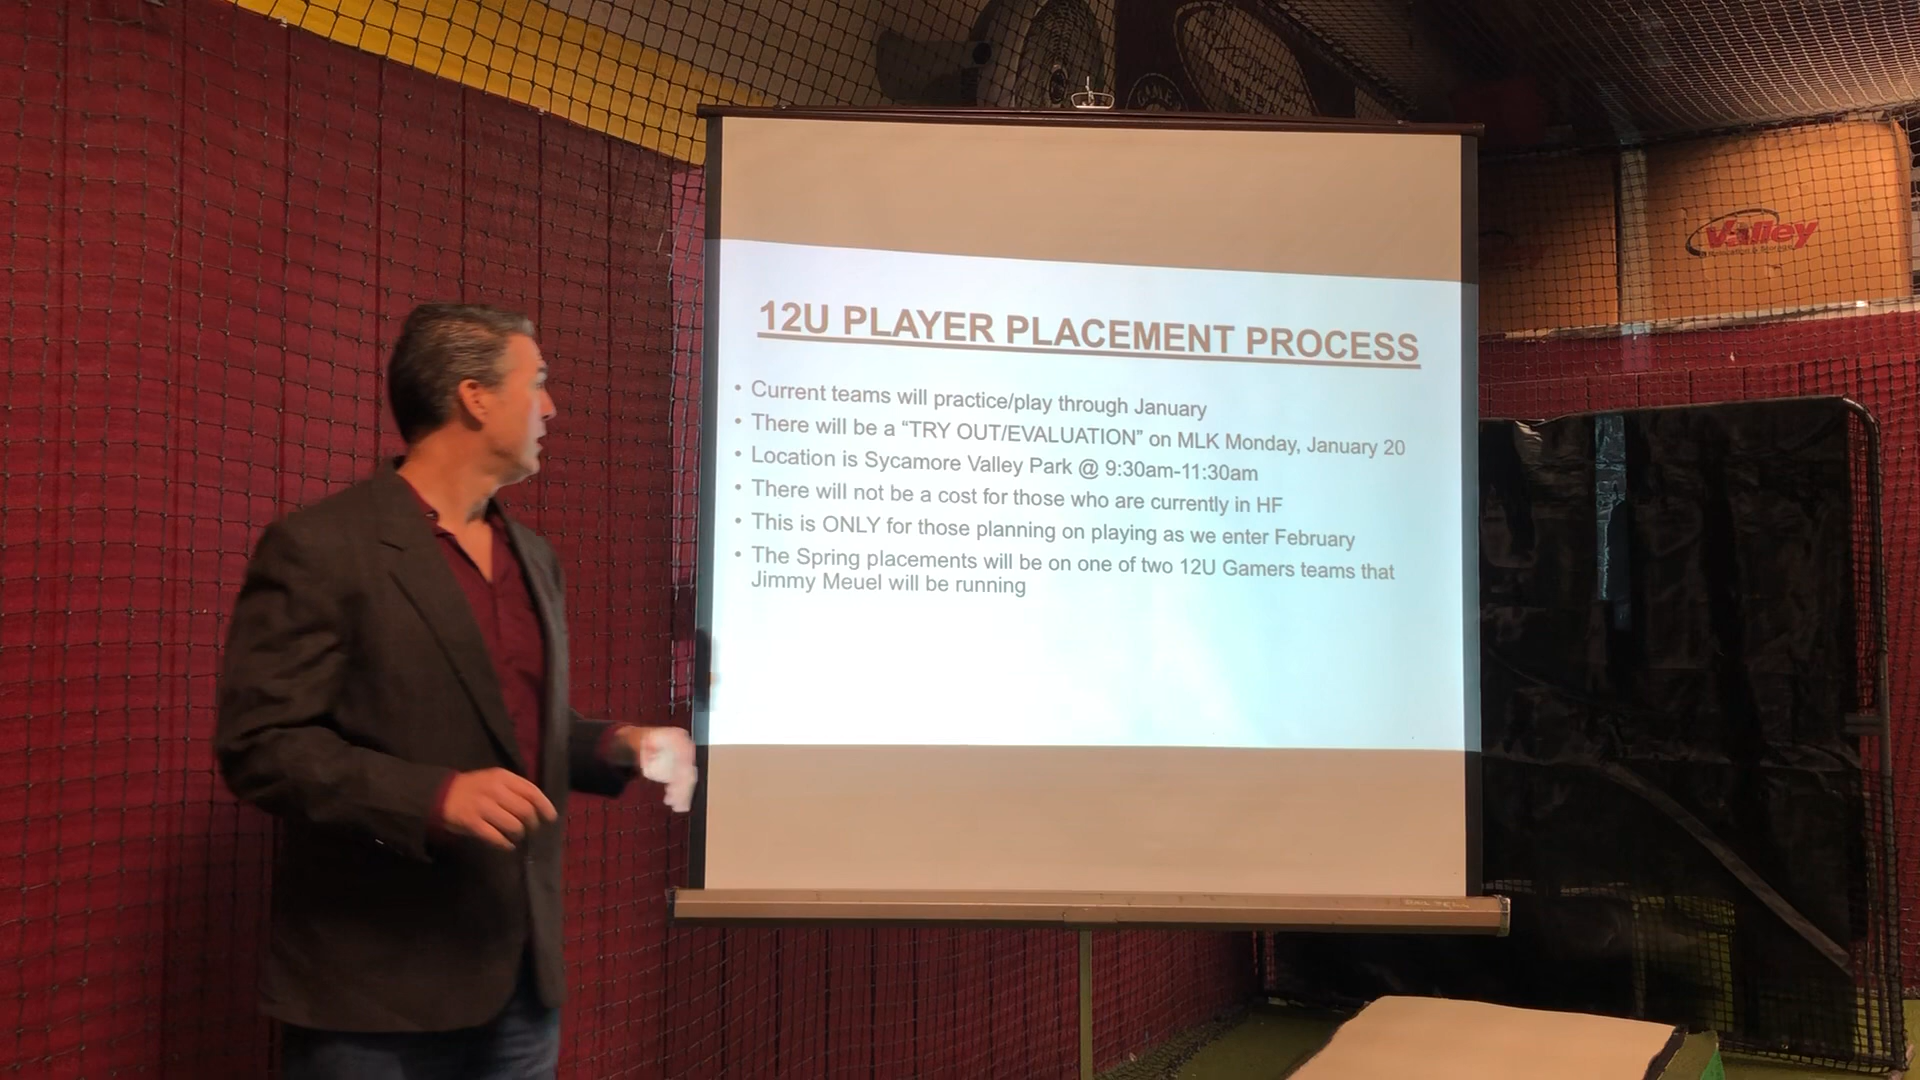 Valley
12U PLAYER PLACEMENT PROCESS
• Current teams will practice/play through January
• There will be a “TRY OUT/EVALUATION” on MLK Monday, January 20
• Location is Sycamore Valley Park @ 9:30am-11:30am
• There will not be a cost for those who are currently in HF
• This is ONLY for those planning on playing as we enter February
• The Spring placements will be on one of two 12U Gamers teams that
Jimmy Meuel will be running